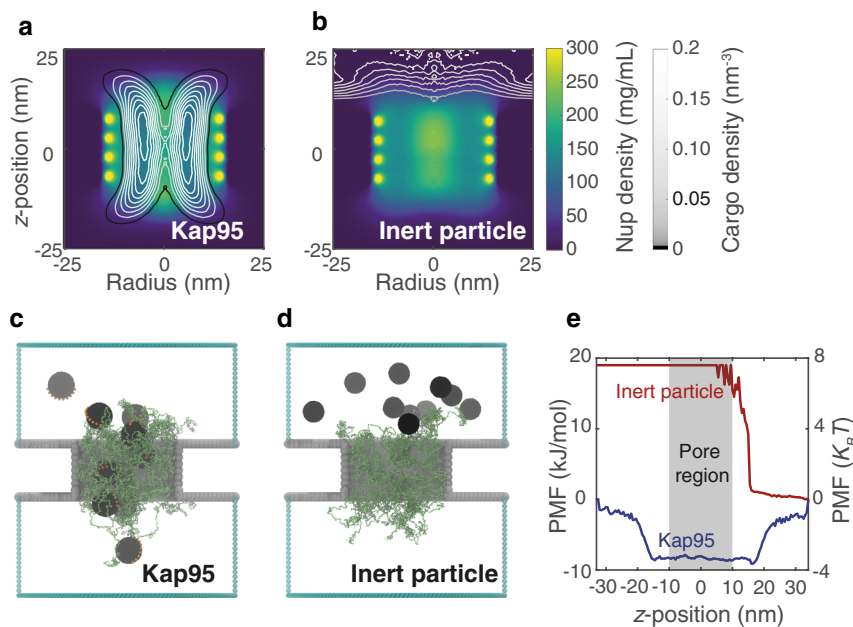 a
25
0
-25
z-position (nm)
Kap95
-25 0 25
Radius (nm)
b
25
0
-25
Inert particle
-25 0 25
Radius (nm)
300
250
200
150
100
50
0
Nup density (mg/mL)
0.2
0.15
0.1
0.05
0
Cargo density (nm⁻³)
c
Kap95
d
Inert particle
e
20
10
0
-10
PMF (kJ/mol)
Inert particle
Pore
region
Kap95
8
4
0
-4
PMF (K_BT)
-30 -20 -10 0 10 20 30
z-position (nm)